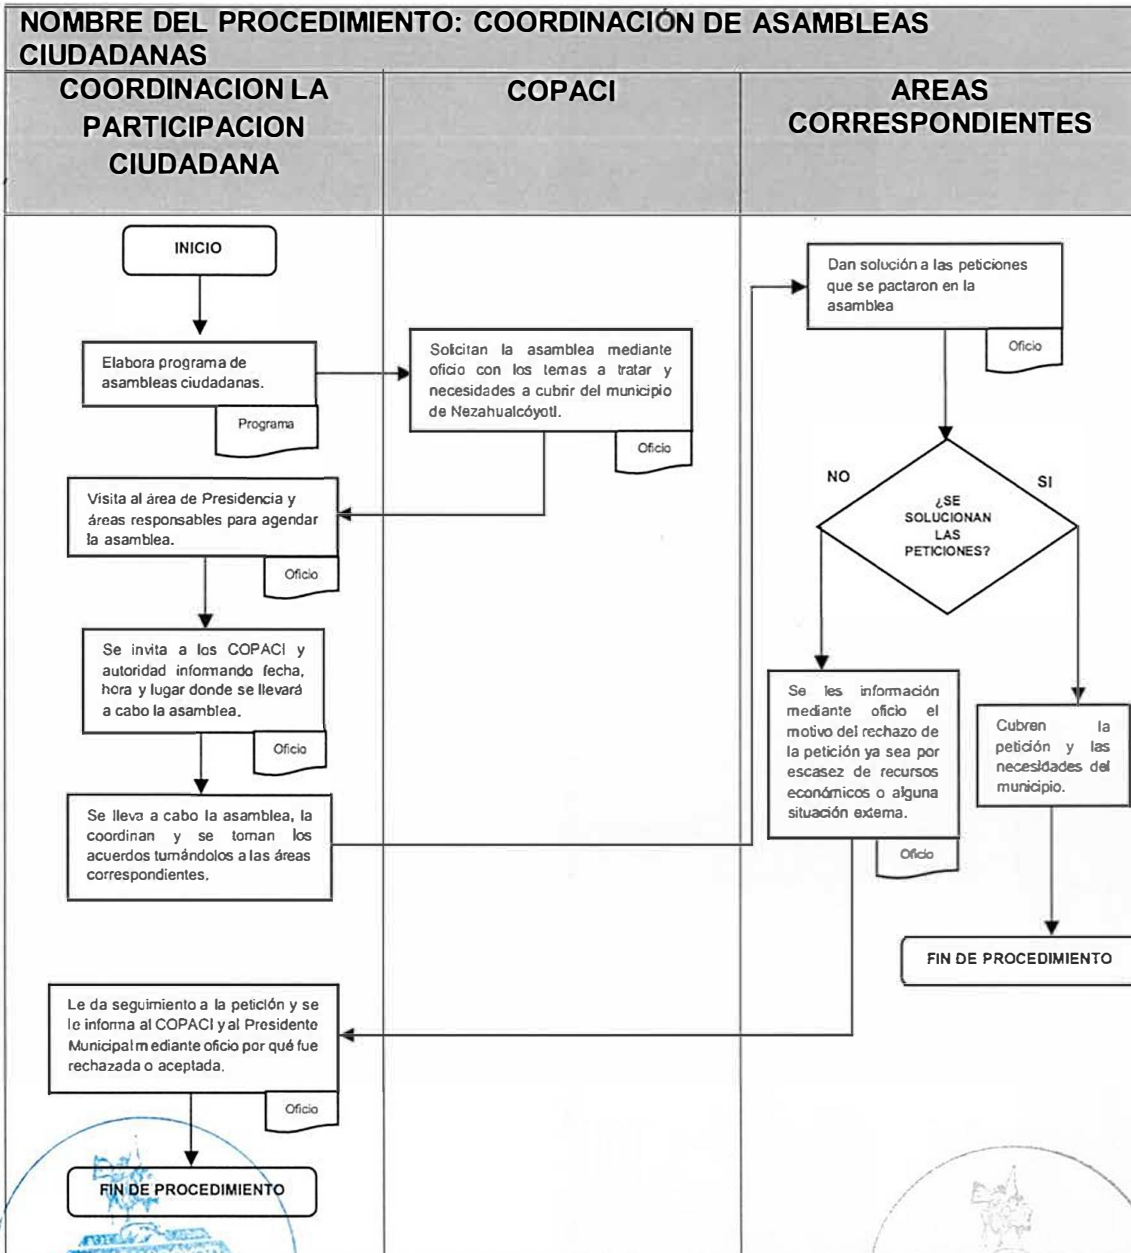 NOMBRE DEL PROCEDIMIENTO: COORDINACIÓN DE ASAMBLEAS
CIUDADANAS
COORDINACION LA
PARTICIPACION
CIUDADANA
COPACI
AREAS
CORRESPONDIENTES
INICIO
Elabora programa de
asambleas ciudadanas.
Programa
Solicitan la asamblea mediante
oficio con los temas a tratar y
necesidades a cubrir del municipio
de Nezahualcóyotl.
Oficio
Visita al área de Presidencia y
áreas responsables para agendar
la asamblea.
Oficio
Se invita a los COPACI y
autoridad informando fecha,
hora y lugar donde se llevará
a cabo la asamblea.
Oficio
Se lleva a cabo la asamblea, la
coordinan y se toman los
acuerdos turnándolos a las áreas
correspondientes.
Dan solución a las peticiones
que se pactaron en la
asamblea
Oficio
NO
SI
¿SE
SOLUCIONAN
LAS
PETICIONES?
Se les información
mediante oficio el
motivo del rechazo de
la petición ya sea por
escasez de recursos
económicos o alguna
situación externa.
Oficio
Cubren la
petición y las
necesidades del
municipio.
FIN DE PROCEDIMIENTO
Le da seguimiento a la petición y se
le informa al COPACI y al Presidente
Municipal mediante oficio por qué fue
rechazada o aceptada.
Oficio
FIN DE PROCEDIMIENTO